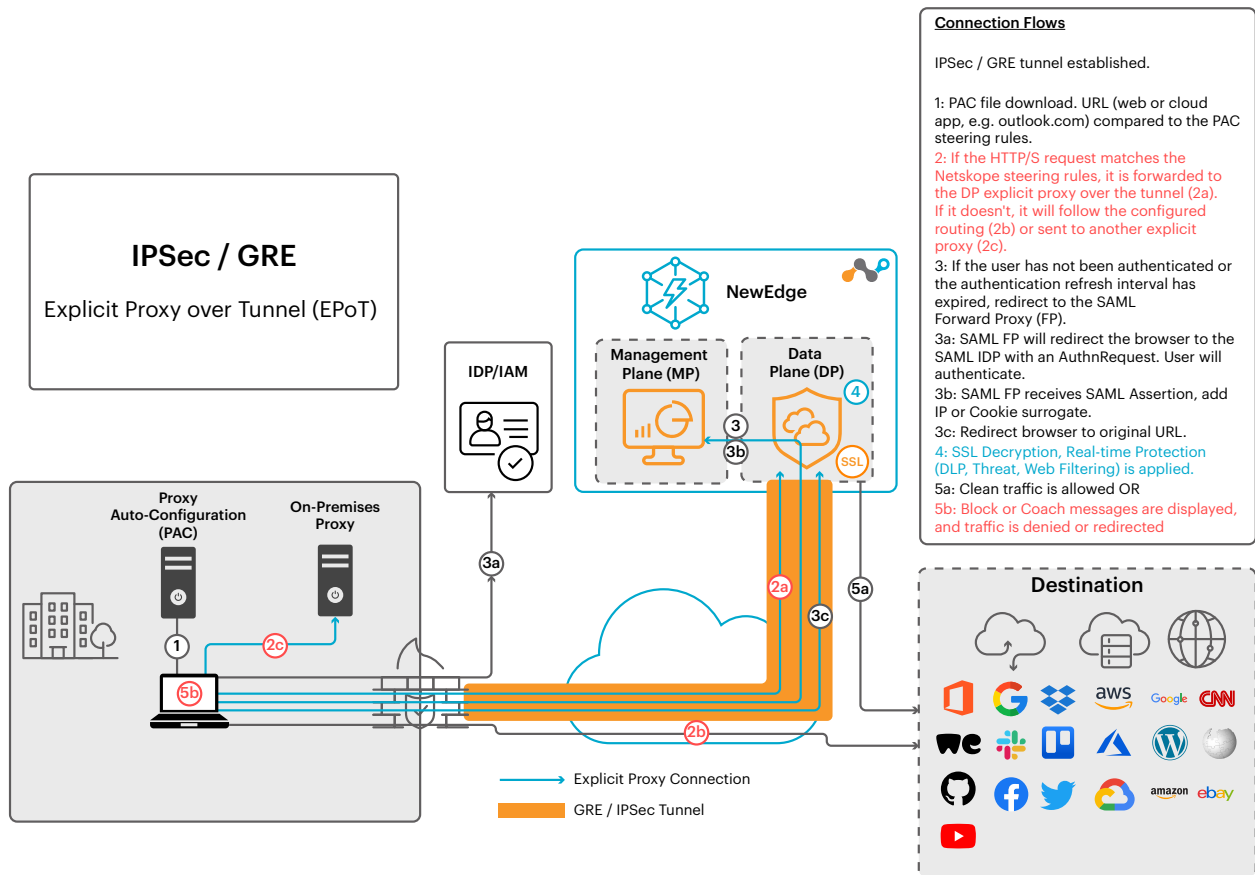 Connection Flows
IPSec / GRE tunnel established.
1: PAC file download. URL (web or cloud
app, e.g. outlook.com) compared to the PAC
steering rules.
2: If the HTTP/S request matches the
Netskope steering rules, it is forwarded to
the DP explicit proxy over the tunnel (2a).
If it doesn't, it will follow the configured
routing (2b) or sent to another explicit
proxy (2c).
3: If the user has not been authenticated or
the authentication refresh interval has
expired, redirect to the SAML
Forward Proxy (FP).
3a: SAML FP will redirect the browser to the
SAML IDP with an AuthnRequest. User will
authenticate.
3b: SAML FP receives SAML Assertion, add
IP or Cookie surrogate.
3c: Redirect browser to original URL.
4: SSL Decryption, Real-time Protection
(DLP, Threat, Web Filtering) is applied.
5a: Clean traffic is allowed OR
5b: Block or Coach messages are displayed,
and traffic is denied or redirected
IPSec / GRE
Explicit Proxy over Tunnel (EPoT)
NewEdge
Management
Plane (MP)
Data
Plane (DP)
4
3
3b
SSL
IDP/IAM
Proxy
Auto-Configuration
(PAC)
On-Premises
Proxy
1
2c
5b
3a
2a
3c
5a
2b
Explicit Proxy Connection
GRE / IPSec Tunnel
Destination
aws
Google
CNN
we
amazon
ebay